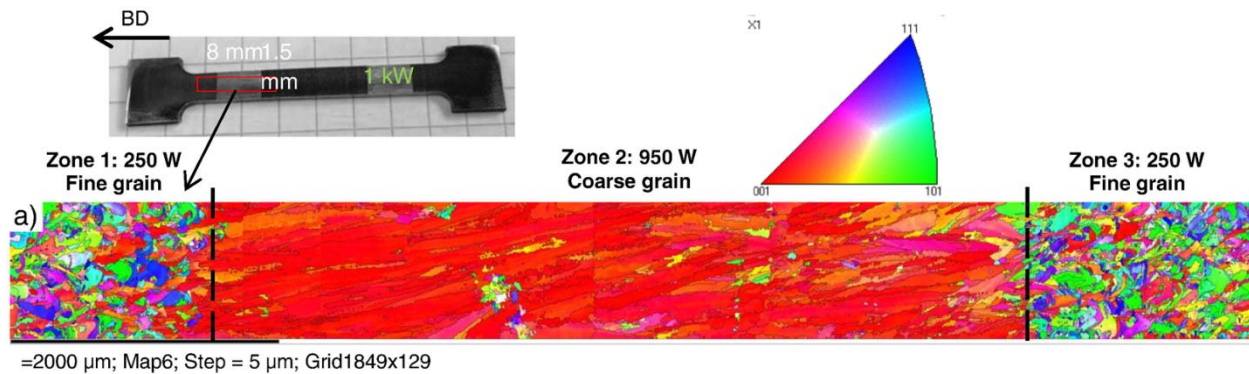 BD
8 mm1.5
mm
1 kW
X1
111
001
101
Zone 1: 250 W
Fine grain
Zone 2: 950 W
Coarse grain
Zone 3: 250 W
Fine grain
a)
=2000 µm; Map6; Step = 5 µm; Grid1849x129